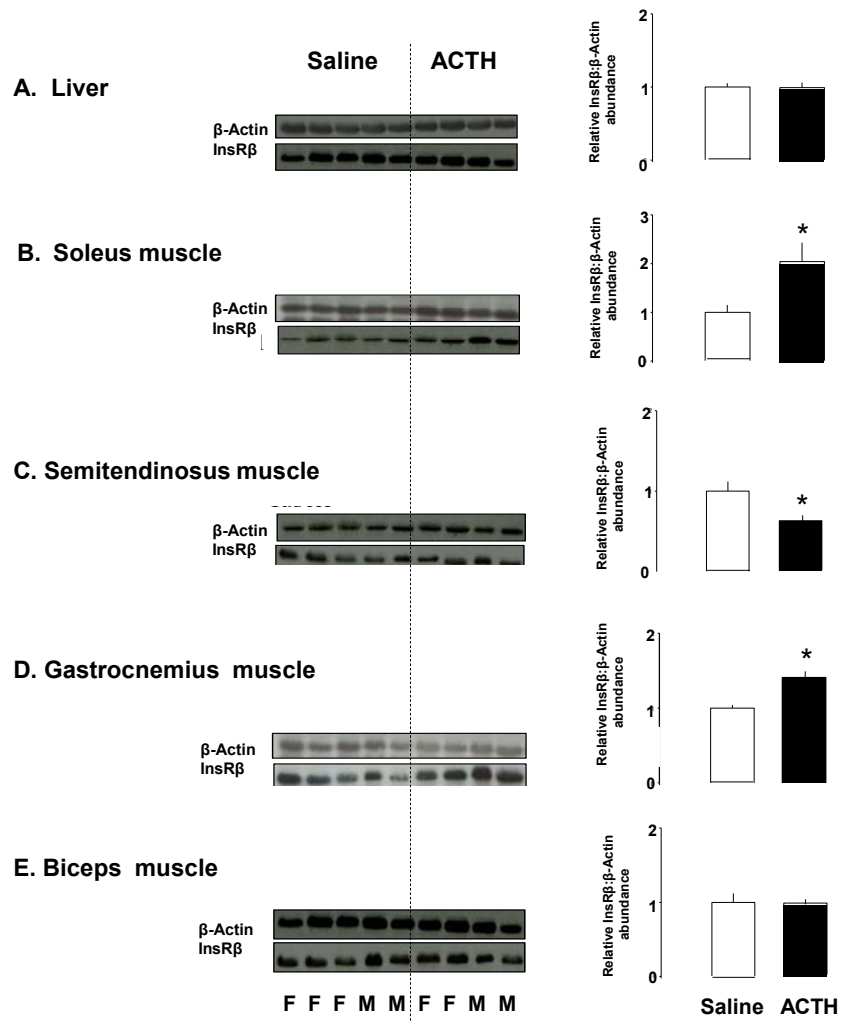 Saline ACTH
A. Liver
β-Actin
InsRβ
Relative InsRβ:β-Actin
abundance
2
1
0
B. Soleus muscle
β-Actin
InsRβ
Relative InsRβ:β-Actin
abundance
3
2
1
0
*
C. Semitendinosus muscle
β-Actin
InsRβ
Relative InsRβ:β-Actin
abundance
2
1
0
*
D. Gastrocnemius muscle
β-Actin
InsRβ
Relative InsRβ:β-Actin
abundance
2
1
0
*
E. Biceps muscle
β-Actin
InsRβ
Relative InsRβ:β-Actin
abundance
2
1
0
F F F M M F F M M
Saline ACTH